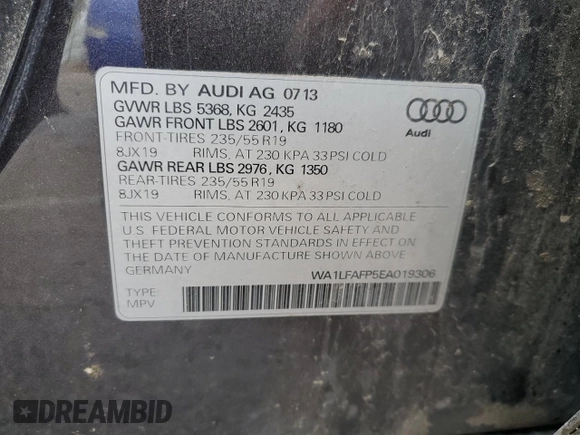 MFD. BY AUDI AG 0713
GVWR LBS 5368, KG 2435
GAWR FRONT LBS 2601, KG 1180
FRONT-TIRES 235/55 R19
8JX19 RIMS, AT 230 KPA 33 PSI COLD
GAWR REAR LBS 2976, KG 1350
REAR-TIRES 235/55 R19
8JX19 RIMS, AT 230 KPA 33 PSI COLD
THIS VEHICLE CONFORMS TO ALL APPLICABLE
U.S. FEDERAL MOTOR VEHICLE SAFETY AND
THEFT PREVENTION STANDARDS IN EFFECT ON
THE DATE OF MANUFACTURE SHOWN ABOVE
GERMANY
WA1LFAFP5EA019306
TYPE:
MPV
Audi
DREAMBID